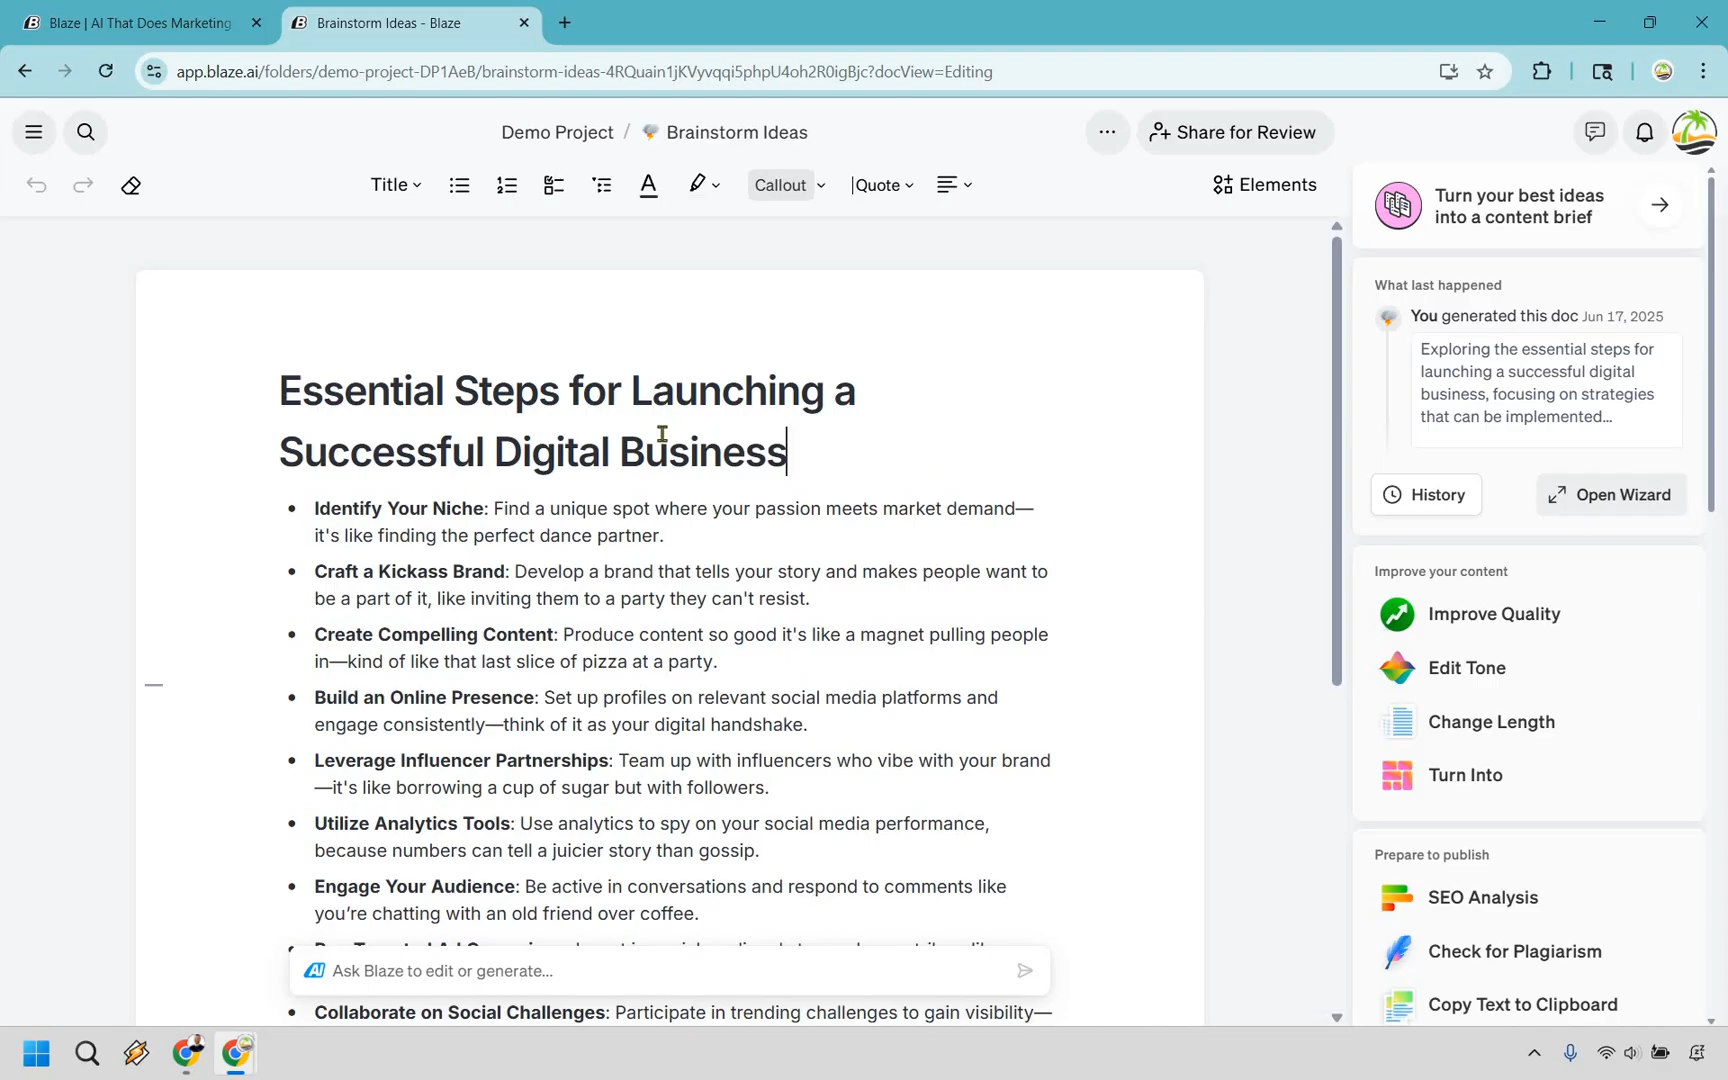 Blaze | AI That Does Marketing
Brainstorm Ideas - Blaze
app.blaze.ai/folders/demo-project-DP1AeB/brainstorm-ideas-4RQuain1jKVyvqqi5phpU4oh2R0igBjc?docView=Editing
Demo Project / Brainstorm Ideas
Share for Review
Title
Callout
Quote
Elements
Essential Steps for Launching a
Successful Digital Business
• Identify Your Niche: Find a unique spot where your passion meets market demand—
it's like finding the perfect dance partner.
• Craft a Kickass Brand: Develop a brand that tells your story and makes people want to
be a part of it, like inviting them to a party they can't resist.
• Create Compelling Content: Produce content so good it's like a magnet pulling people
in—kind of like that last slice of pizza at a party.
• Build an Online Presence: Set up profiles on relevant social media platforms and
engage consistently—think of it as your digital handshake.
• Leverage Influencer Partnerships: Team up with influencers who vibe with your brand
—it's like borrowing a cup of sugar but with followers.
• Utilize Analytics Tools: Use analytics to spy on your social media performance,
because numbers can tell a juicier story than gossip.
• Engage Your Audience: Be active in conversations and respond to comments like
you're chatting with an old friend over coffee.
AI Ask Blaze to edit or generate...
• Collaborate on Social Challenges: Participate in trending challenges to gain visibility—
Turn your best ideas
into a content brief
What last happened
You generated this doc Jun 17, 2025
Exploring the essential steps for
launching a successful digital
business, focusing on strategies
that can be implemented...
History
Open Wizard
Improve your content
Improve Quality
Edit Tone
Change Length
Turn Into
Prepare to publish
SEO Analysis
Check for Plagiarism
Copy Text to Clipboard